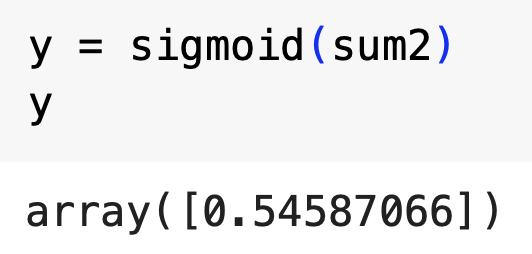 y = sigmoid(sum2)
y
array([0.54587066])